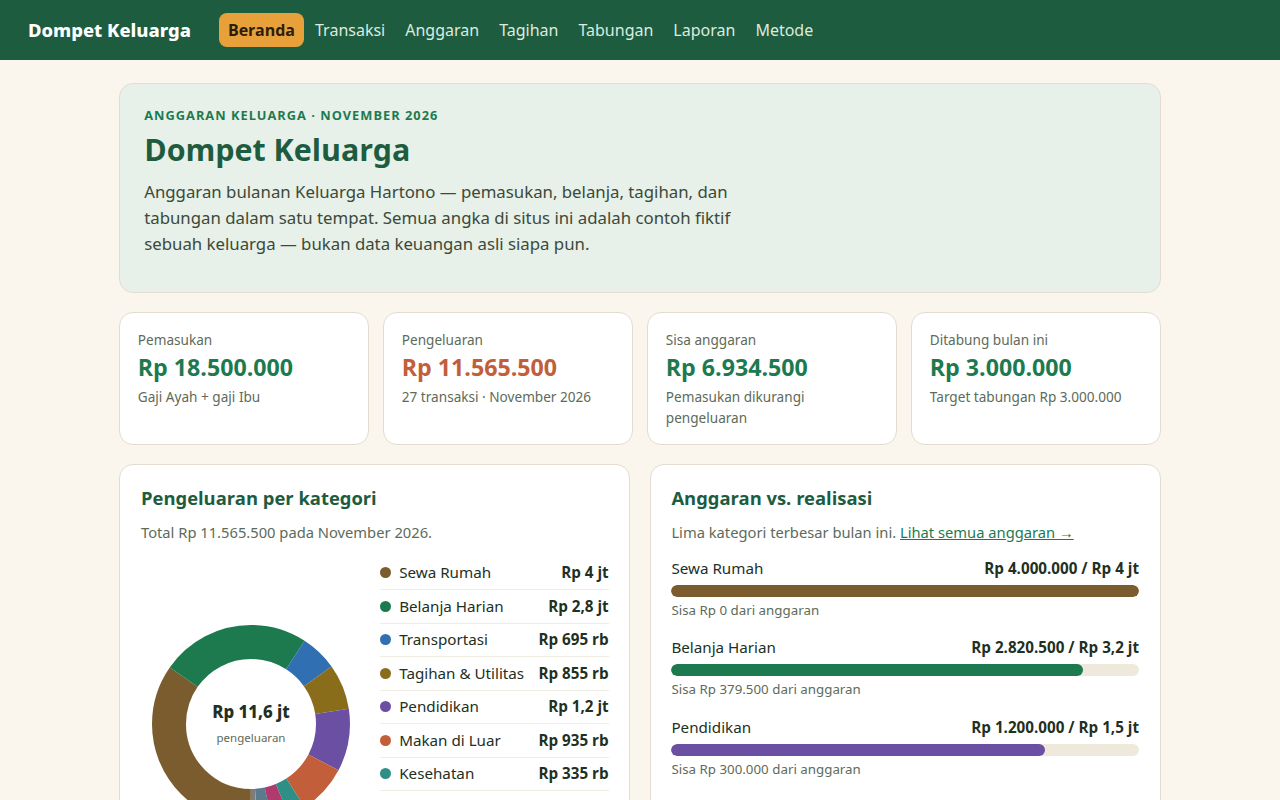 Dompet Keluarga
Beranda Transaksi Anggaran Tagihan Tabungan Laporan Metode
ANGGARAN KELUARGA · NOVEMBER 2026
Dompet Keluarga
Anggaran bulanan Keluarga Hartono — pemasukan, belanja, tagihan, dan
tabungan dalam satu tempat. Semua angka di situs ini adalah contoh fiktif
sebuah keluarga — bukan data keuangan asli siapa pun.
Pemasukan
Rp 18.500.000
Gaji Ayah + gaji Ibu
Pengeluaran
Rp 11.565.500
27 transaksi · November 2026
Sisa anggaran
Rp 6.934.500
Pemasukan dikurangi
pengeluaran
Ditabung bulan ini
Rp 3.000.000
Target tabungan Rp 3.000.000
Pengeluaran per kategori
Total Rp 11.565.500 pada November 2026.
Rp 11,6 jt
pengeluaran
Sewa Rumah Rp 4 jt
Belanja Harian Rp 2,8 jt
Transportasi Rp 695 rb
Tagihan & Utilitas Rp 855 rb
Pendidikan Rp 1,2 jt
Makan di Luar Rp 935 rb
Kesehatan Rp 335 rb
Anggaran vs. realisasi
Lima kategori terbesar bulan ini. Lihat semua anggaran →
Sewa Rumah Rp 4.000.000 / Rp 4 jt
Sisa Rp 0 dari anggaran
Belanja Harian Rp 2.820.500 / Rp 3,2 jt
Sisa Rp 379.500 dari anggaran
Pendidikan Rp 1.200.000 / Rp 1,5 jt
Sisa Rp 300.000 dari anggaran